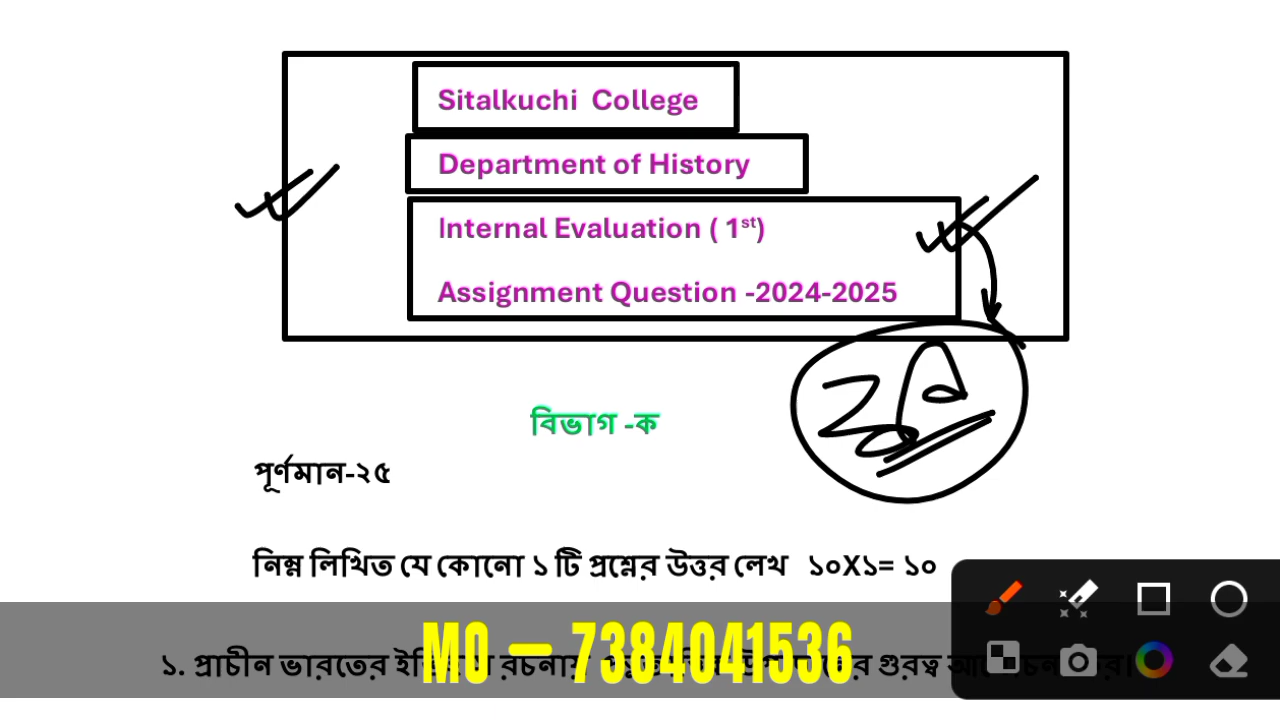 Sitalkuchi College
Department of History
Internal Evaluation ( 1st)
Assignment Question -2024-2025
বিভাগ -ক
পূর্ণমান-২৫
নিম্ন লিখিত যে কোনো ১ টি প্রশ্নের উত্তর লেখ ১০X১= ১০
MO — 7384041536
১. প্রাচীন ভারতের রচনায় গুরত্ব